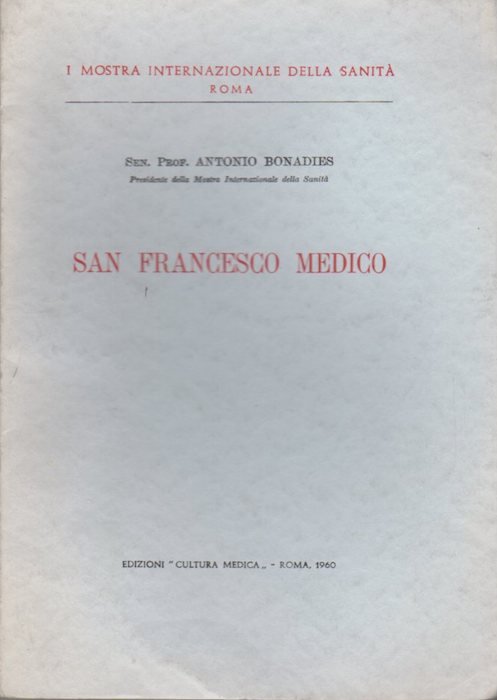 I MOSTRA INTERNAZIONALE DELLA SANITÀ
ROMA
SEN. PROF. ANTONIO BONADIES
Presidente della Mostra Internazionale della Sanità
SAN FRANCESCO MEDICO
EDIZIONI "CULTURA MEDICA„ - ROMA, 1960